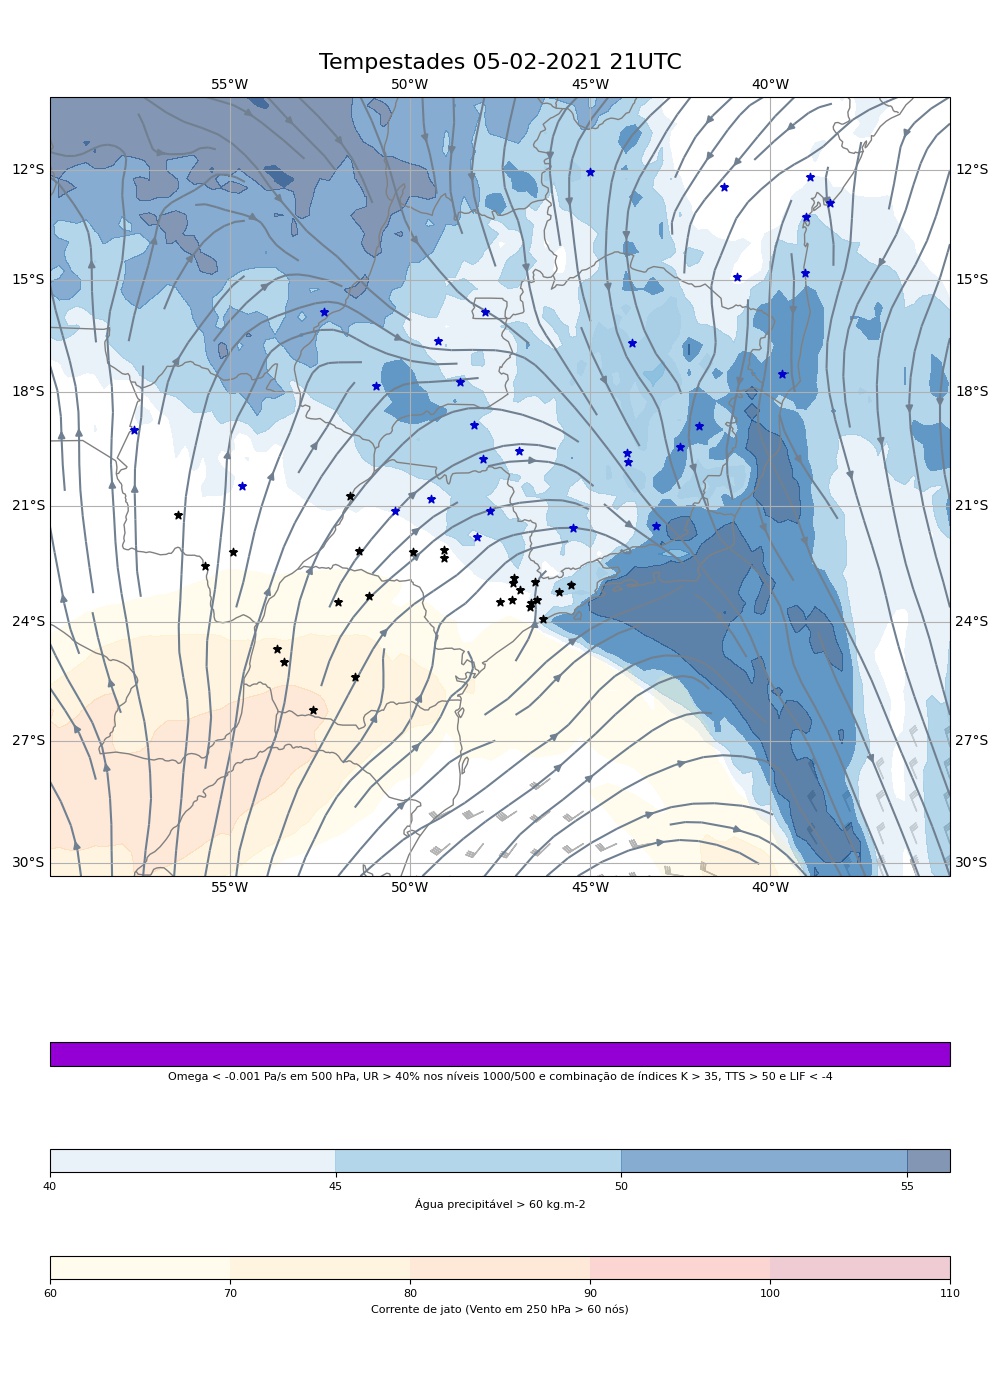 Tempestades 05-02-2021 21UTC
55°W 50°W 45°W 40°W
12°S 12°S
15°S 15°S
18°S 18°S
21°S 21°S
24°S 24°S
27°S 27°S
30°S 30°S
55°W 50°W 45°W 40°W
Omega < -0.001 Pa/s em 500 hPa, UR > 40% nos níveis 1000/500 e combinação de índices K > 35, TTS > 50 e LIF < -4
40 45 50 55
Água precipitável > 60 kg.m-2
60 70 80 90 100 110
Corrente de jato (Vento em 250 hPa > 60 nós)